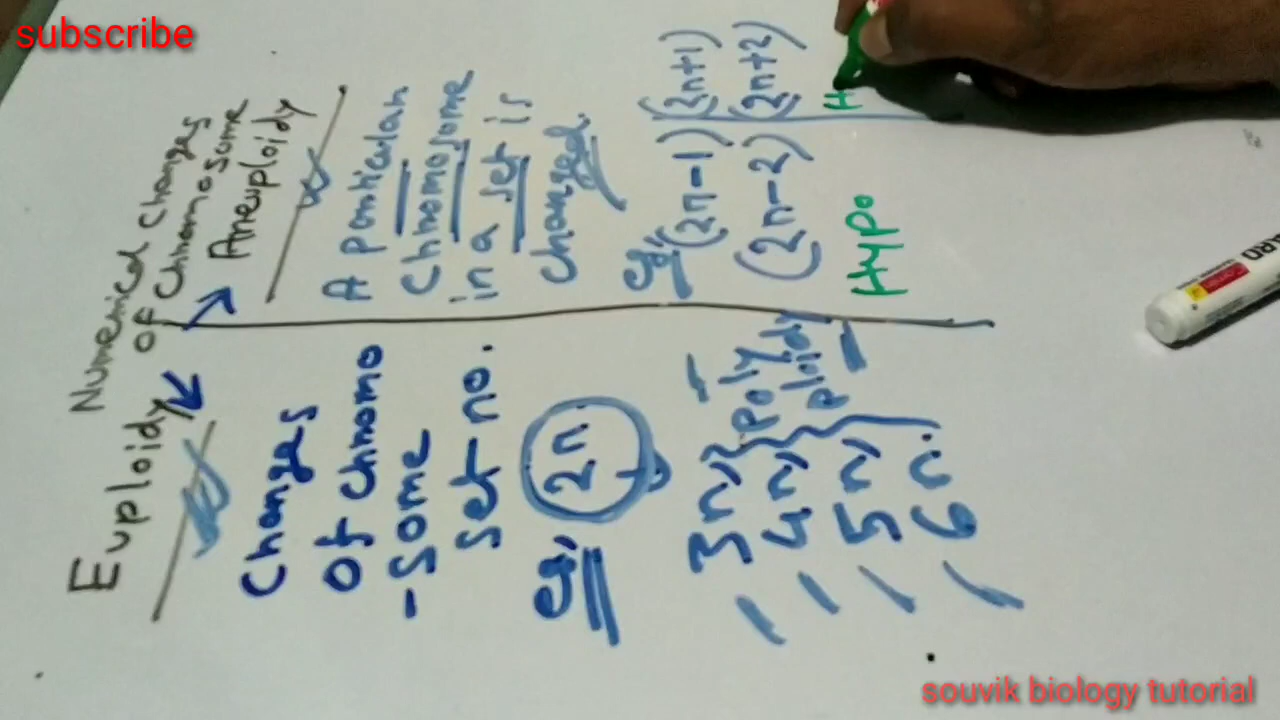 subscribe
Numerical changes
of Chromosome
Euploidy
Aneuploidy
Changes
of chromo
-some
set no.
eg, 2n.
3n,
4n,
5n,
6n.
poly
ploidy
A particular
chromosome
in a set is
changed.
eg, (2n-1) (2n+1)
(2n-2) (2n+2)
Hypo H
souvik biology tutorial